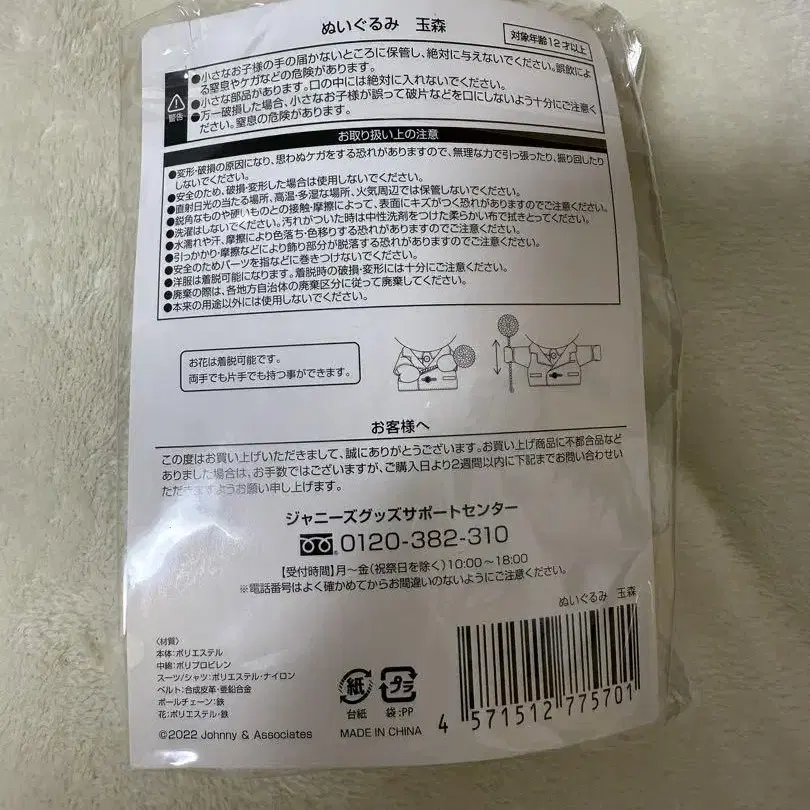 ぬいぐるみ 玉森
対象年齢12才以上
警告
●小さなお子様の手の届かないところに保管し、絶対に与えないでください。誤飲によ
る窒息やケガなどの危険があります。
●小さな部品があります。口の中には絶対に入れないでください。
●万一破損した場合、小さなお子様が誤って破片などを口にしないよう十分にご注意く
ださい。窒息の危険があります。
お取り扱い上の注意
●変形・破損の原因になり、思わぬケガをする恐れがありますので、無理な力で引っ張ったり、振り回したり
しないでください。
●安全のため、破損・変形した場合は使用しないでください。
●直射日光の当たる場所、高温・多湿な場所、火気周辺では保管しないでください。
●鋭角なものや硬いものとの接触・摩擦によって、表面にキズがつく恐れがありますのでご注意ください。
●洗濯はしないでください。汚れがついた時は中性洗剤をつけた柔らかい布で拭きとってください。
●水濡れや汗、摩擦により色落ち・色移りする恐れがありますのでご注意ください。
●引っかかり・摩擦などにより飾り部分が脱落する恐れがありますのでご注意ください。
●安全のためパーツを指などに巻きつけないでください。
●洋服は着脱可能になります。着脱時の破損・変形には十分にご注意ください。
●廃棄の際は、各地方自治体の廃棄区分に従って廃棄してください。
●本来の用途以外には使用しないでください。
お花は着脱可能です。
両手でも片手でも持つ事ができます。
お客様へ
この度はお買い上げいただきまして、誠にありがとうございます。お買い上げ商品に不都合品など
ありました場合は、お手数ではございますが、ご購入日より2週間以内に下記までお問い合わせい
ただきますようお願い申し上げます。
ジャニーズグッズサポートセンター
0120-382-310
【受付時間】月〜金(祝祭日を除く)10:00〜18:00
※電話番号はよく確かめてからお間違いのないようにご注意ください。
ぬいぐるみ 玉森
〈材質〉
本体:ポリエステル
中綿:ポリプロピレン
スーツ/シャツ:ポリエステル・ナイロン
ベルト:合成皮革・亜鉛合金
ボールチェーン:鉄
花:ポリエステル・鉄
©2022 Johnny & Associates
紙
台紙
プラ
袋:PP
MADE IN CHINA
4 571512 775701